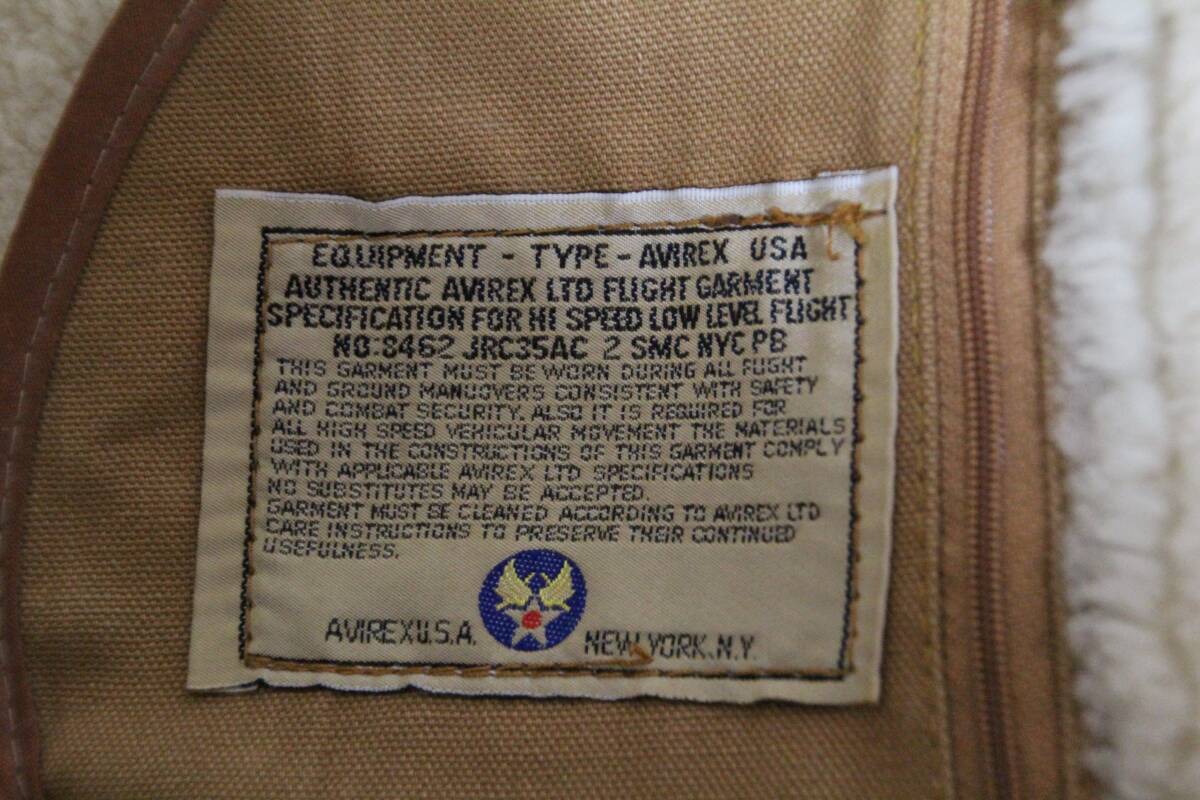 EQUIPMENT - TYPE - AVIREX USA
AUTHENTIC AVIREX LTD FLIGHT GARMENT
SPECIFICATION FOR HI SPEED LOW LEVEL FLIGHT
NO:8462 JRC35AC 2 SMC NYC PB
THIS GARMENT MUST BE WORN DURING ALL FLIGHT
AND GROUND MANUOVERS CONSISTENT WITH SAFETY
AND COMBAT SECURITY. ALSO IT IS REQUIRED FOR
ALL HIGH SPEED VEHICULAR MOVEMENT THE MATERIALS
USED IN THE CONSTRUCTIONS OF THIS GARMENT COMPLY
WITH APPLICABLE AVIREX LTD SPECIFICATIONS
NO SUBSTITUTES MAY BE ACCEPTED.
GARMENT MUST BE CLEANED ACCORDING TO AVIREX LTD
CARE INSTRUCTIONS TO PRESERVE THEIR CONTINUED
USEFULNESS.
AVIREX U.S.A. NEW YORK. N.Y.